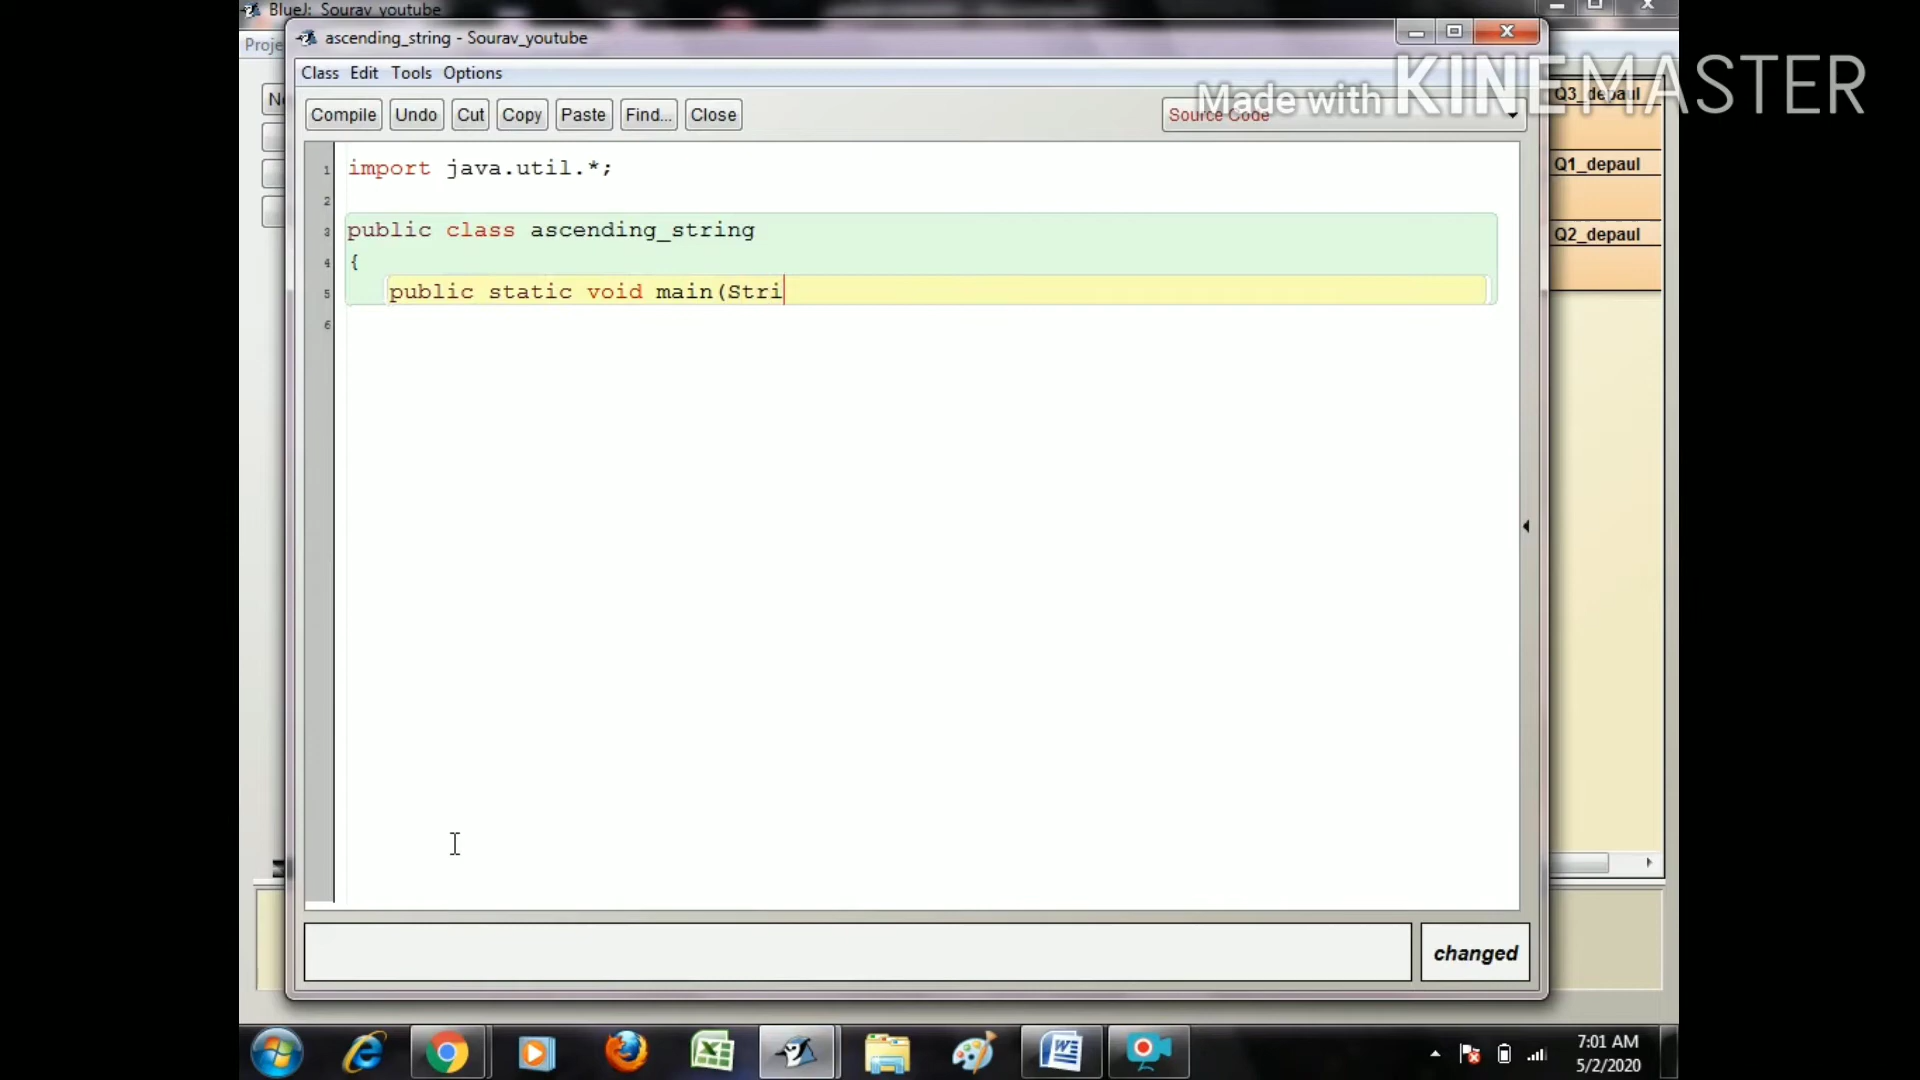 BlueJ: Sourav_youtube
ascending_string - Sourav_youtube
Proje
Class Edit Tools Options
Made with KINEMASTER
Compile Undo Cut Copy Paste Find... Close
Source Code
Q3_depaul
Q1_depaul
Q2_depaul
1 import java.util.*;
2
3 public class ascending_string
4 {
5 public static void main(Stri
6
changed
7:01 AM
5/2/2020